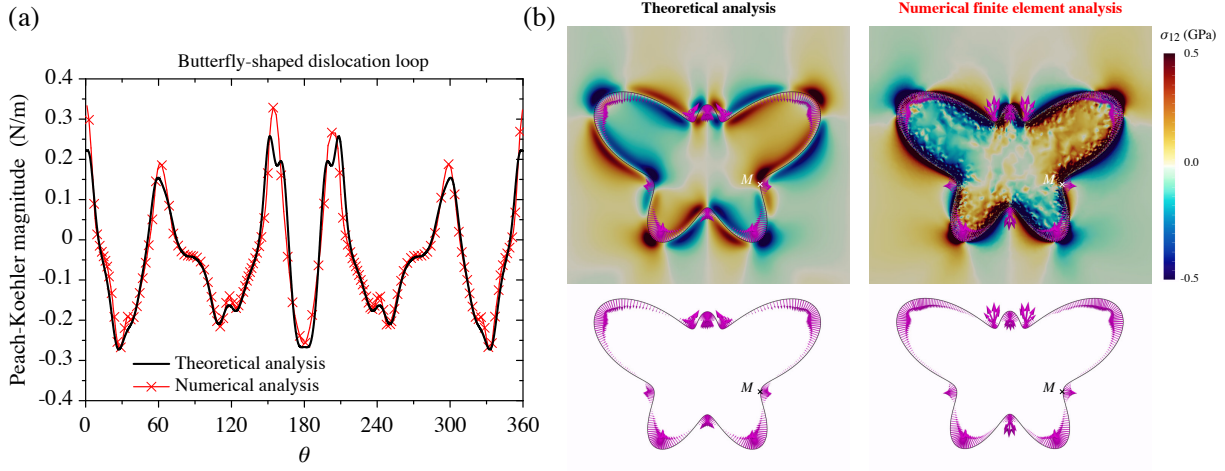 (a)
Butterfly-shaped dislocation loop
Peach-Koehler magnitude (N/m)
0.4
0.3
0.2
0.1
0
-0.1
-0.2
-0.3
-0.4
Theoretical analysis
Numerical analysis
0 60 120 180 240 300 360
θ
(b)
Theoretical analysis
Numerical finite element analysis
σ12 (GPa)
0.5
0.0
-0.5
M
M
M
M